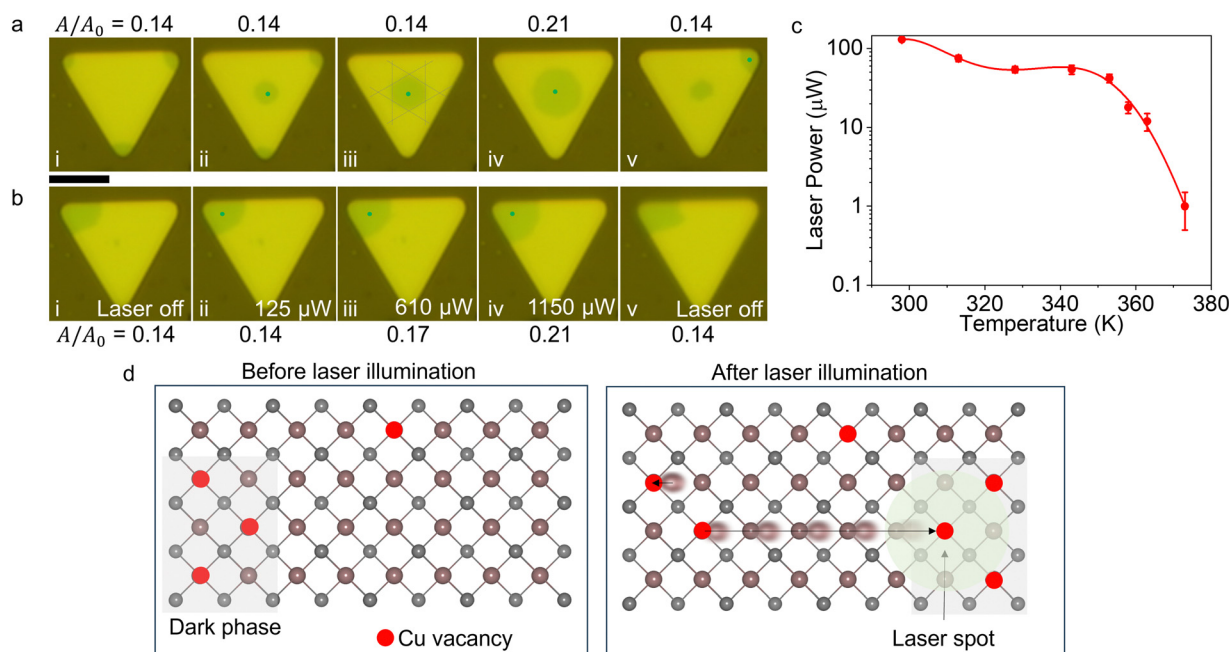 a
A/A₀ = 0.14 0.14 0.14 0.21 0.14
i ii iii iv v
b
i Laser off ii 125 μW iii 610 μW iv 1150 μW v Laser off
A/A₀ = 0.14 0.14 0.17 0.21 0.14
c
Laser Power (μW)
100
10
1
0.1
300 320 340 360 380
Temperature (K)
d
Before laser illumination
Dark phase
Cu vacancy
After laser illumination
Laser spot